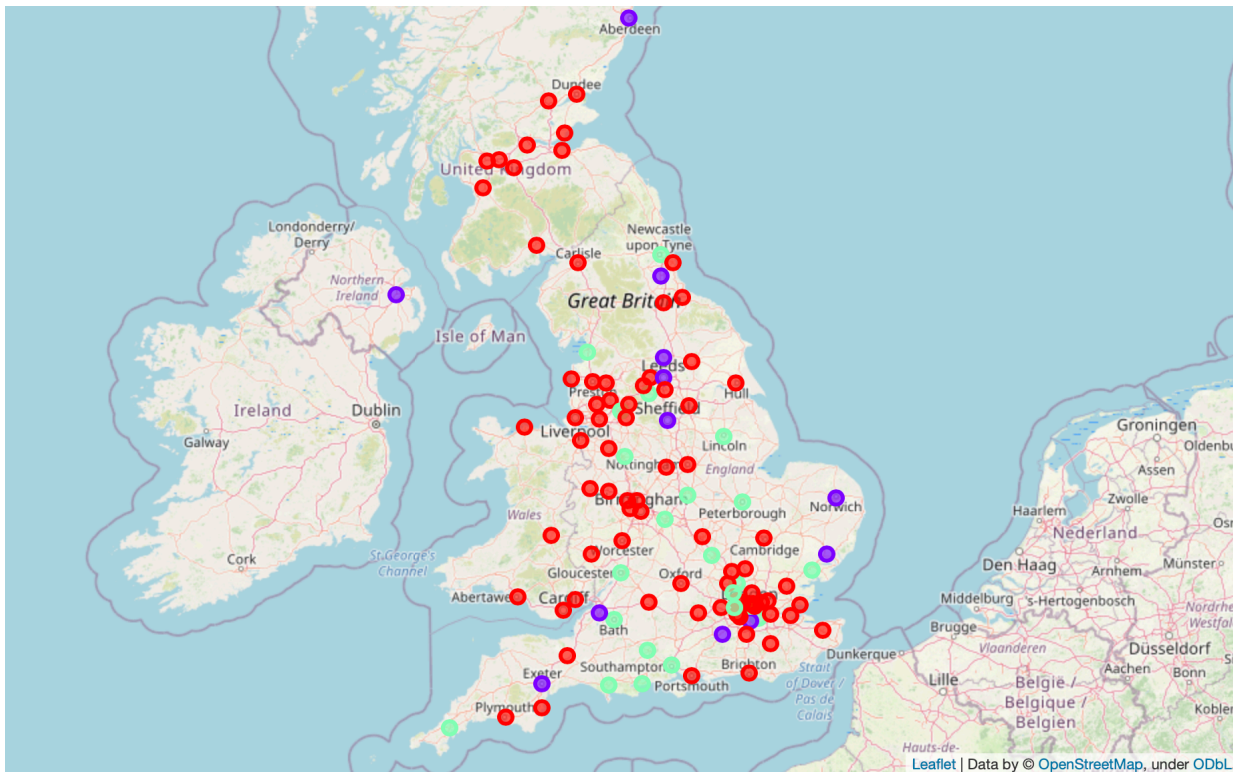 Aberdeen
Dundee
United Kingdom
Londonderry/
Derry
Newcastle
upon Tyne
Carlisle
Northern
Ireland
Great Britain
Isle of Man
Leeds
Preston
Hull
Ireland
Dublin
Sheffield
Galway
Liverpool
Lincoln
Groningen
Nottingham
England
Assen
Birmingham
Norwich
Zwolle
Wales
Peterborough
Haarlem
Nederland
Cork
St George's
Channel
Worcester
Cambridge
Den Haag
Arnhem
Münster
Gloucester
Oxford
Abertawe
Cardiff
Middelburg
's-Hertogenbosch
Bath
Brugge
Vlaanderen
Düsseldorf
Exeter
Southampton
Brighton
Strait
of Dover /
Pas de
Calais
Dunkerque
Aachen
Bonn
Lille
België /
Belgique /
Belgien
Portsmouth
Plymouth
Hauts-de-
Leaflet | Data by © OpenStreetMap, under ODbL